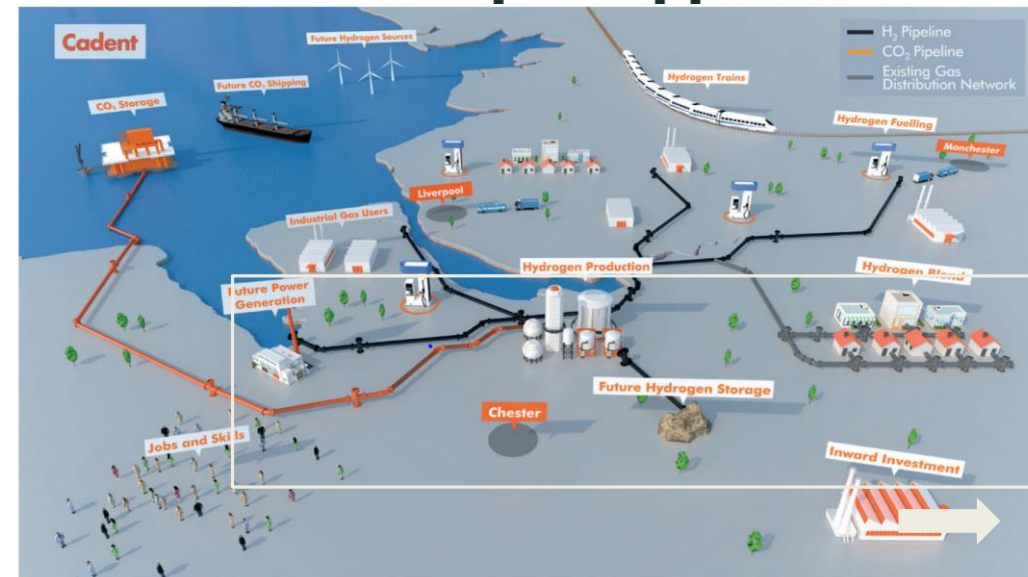 Cadent
Future Hydrogen Sources
H₂ Pipeline
CO₂ Pipeline
Existing Gas
Distribution Network
CO₂ Storage
Future CO₂ Shipping
Hydrogen Trains
Hydrogen Fuelling
Manchester
Liverpool
Industrial Gas Users
Hydrogen Production
Hydrogen Blend
Future Power
Generation
Future Hydrogen Storage
Chester
Jobs and Skills
Inward Investment